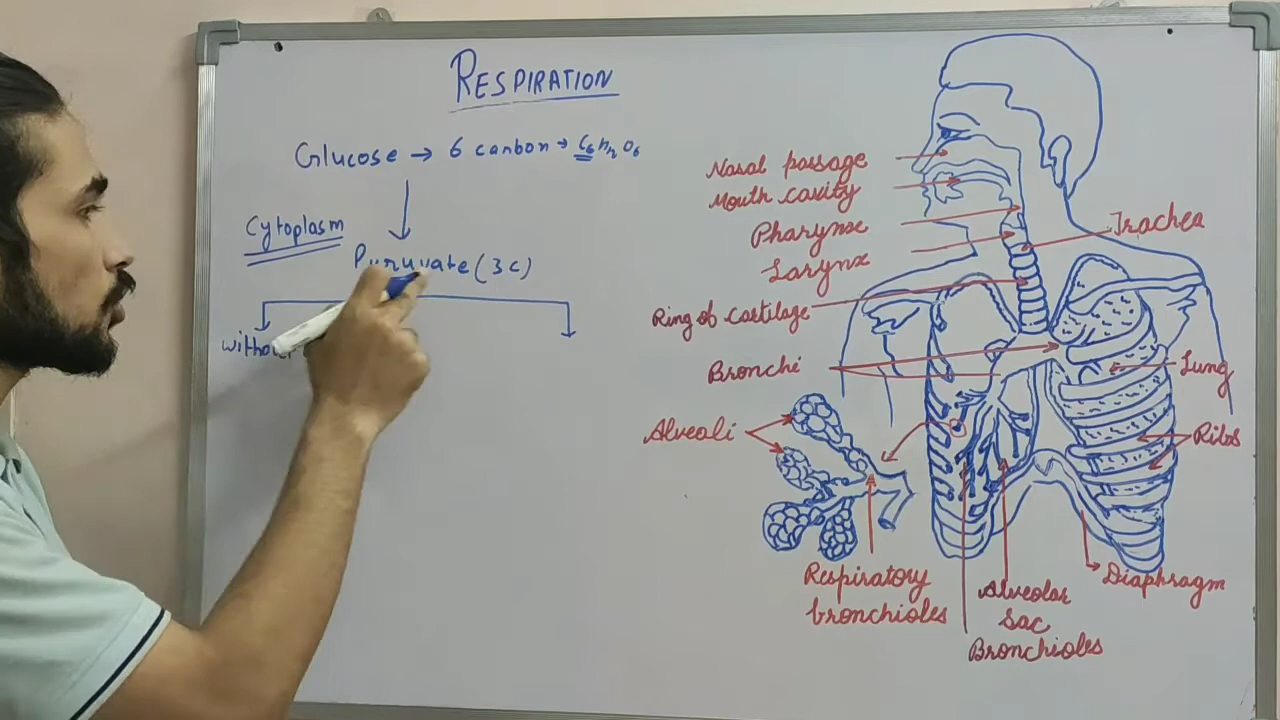 RESPIRATION
Glucose → 6 carbon → C6H12O6
Cytoplasm
Pyruvate (3C)
Nasal passage
Mouth cavity
Pharynx
Larynx
Trachea
Ring of cartilage
Bronchi
Lung
Alveoli
Ribs
Respiratory
bronchioles
Alveolar
Sac
Bronchioles
Diaphragm